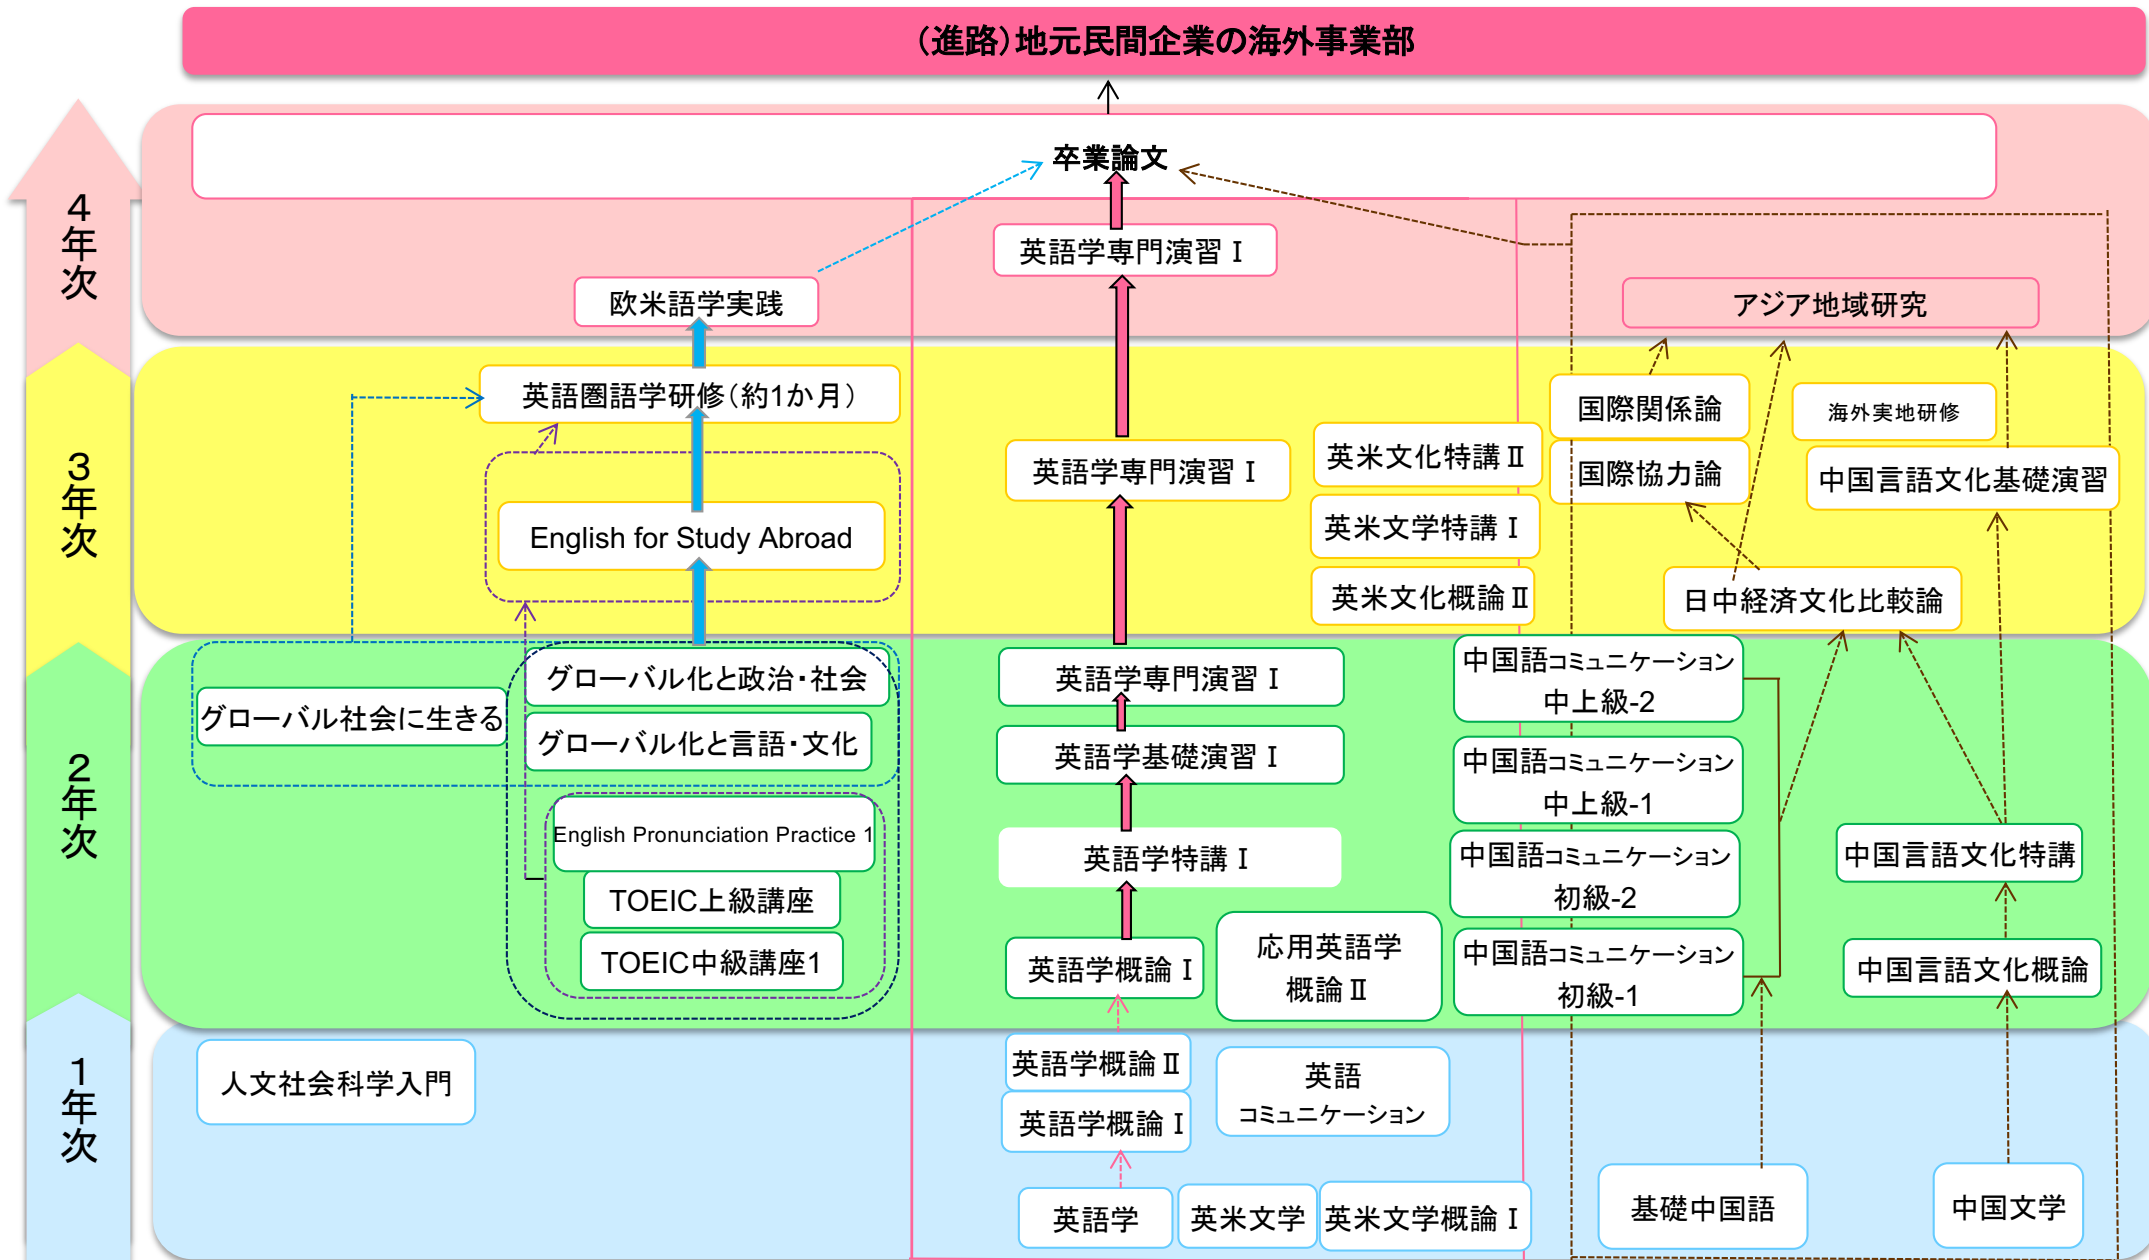 （進路）地元民間企業の海外事業部
4年次
卒業論文
英語学専門演習Ⅰ
欧米語学実践
アジア地域研究
3年次
英語圏語学研修（約1か月）
English for Study Abroad
英語学専門演習Ⅰ
英米文化特講Ⅱ
英米文学特講Ⅰ
英米文化概論Ⅱ
国際関係論
国際協力論
海外実地研修
中国言語文化基礎演習
日中経済文化比較論
2年次
グローバル社会に生きる
グローバル化と政治・社会
グローバル化と言語・文化
English Pronunciation Practice 1
TOEIC上級講座
TOEIC中級講座1
英語学専門演習Ⅰ
英語学基礎演習Ⅰ
英語学特講Ⅰ
英語学概論Ⅰ
応用英語学
概論Ⅱ
中国語コミュニケーション
中上級-2
中国語コミュニケーション
中上級-1
中国語コミュニケーション
初級-2
中国語コミュニケーション
初級-1
中国言語文化特講
中国言語文化概論
1年次
人文社会科学入門
英語学概論Ⅱ
英語学概論Ⅰ
英語
コミュニケーション
英語学
英米文学
英米文学概論Ⅰ
基礎中国語
中国文学